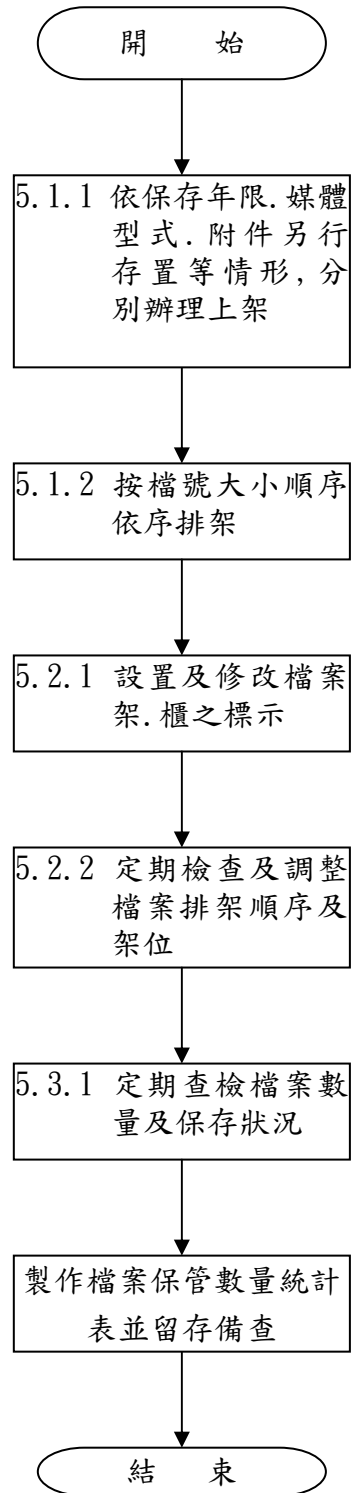 開 始
5.1.1 依保存年限.媒體
型式.附件另行
存置等情形,分
別辦理上架
5.1.2 按檔號大小順序
依序排架
5.2.1 設置及修改檔案
架.櫃之標示
5.2.2 定期檢查及調整
檔案排架順序及
架位
5.3.1 定期查檢檔案數
量及保存狀況
製作檔案保管數量統計
表並留存備查
結 束